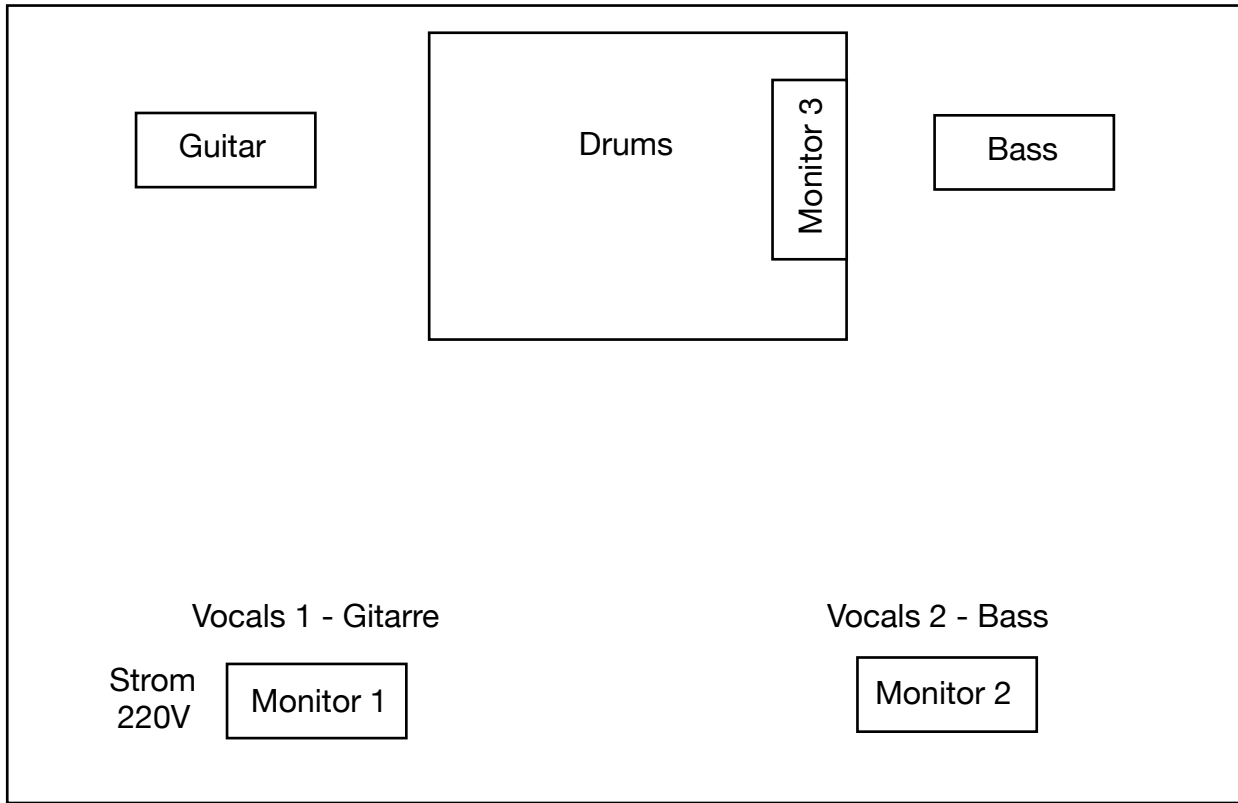 Guitar
Drums
Monitor 3
Bass
Vocals 1 - Gitarre
Vocals 2 - Bass
Strom
220V
Monitor 1
Monitor 2